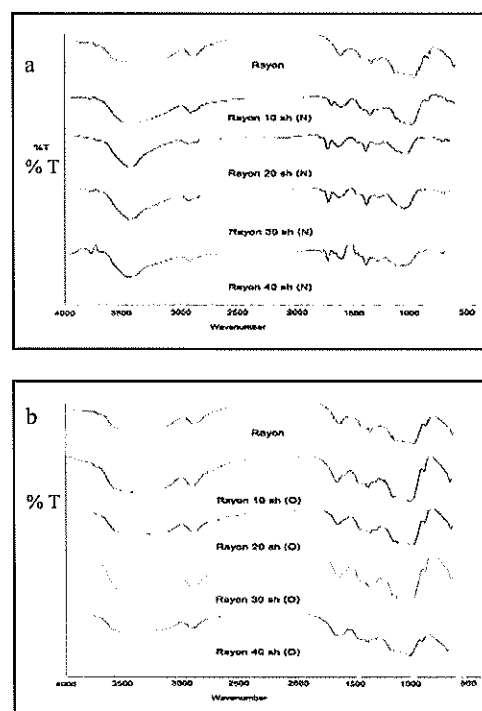 a
Rayon
Rayon 10 sh (N)
%T
% T
Rayon 20 sh (N)
Rayon 30 sh (N)
Rayon 40 sh (N)
4000 3500 3000 2500 2000 1500 1000 500
Wavenumber
b
Rayon
% T
Rayon 10 sh (O)
Rayon 20 sh (O)
Rayon 30 sh (O)
Rayon 40 sh (O)
4000 3500 3000 2500 2000 1500 1000 500
Wavenumber